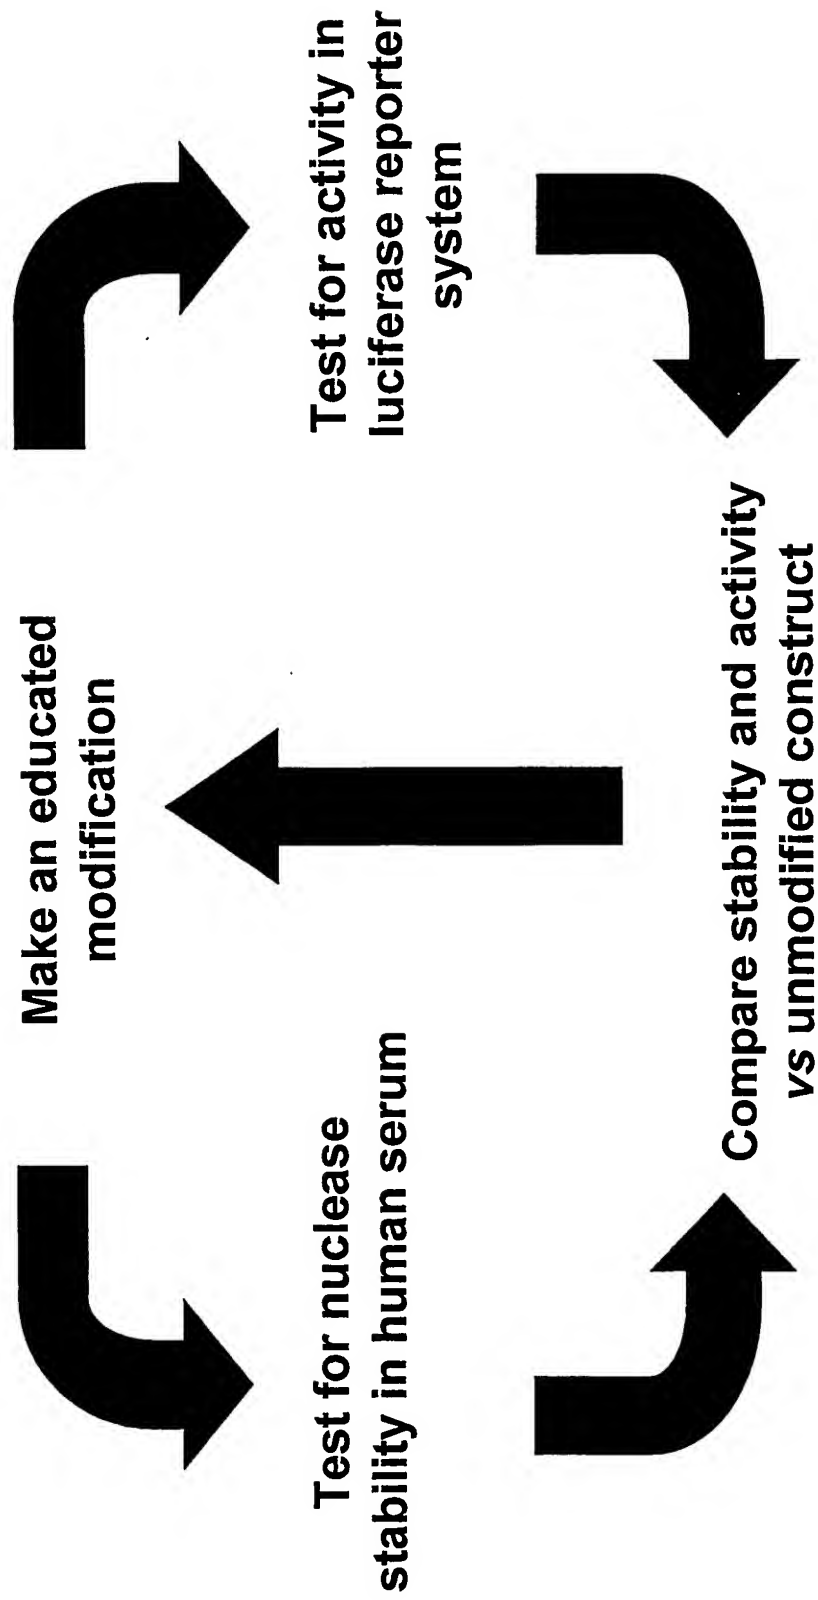 Make an educated
modification
Test for nuclease
stability in human serum
Test for activity in
luciferase reporter
system
Compare stability and activity
vs unmodified construct